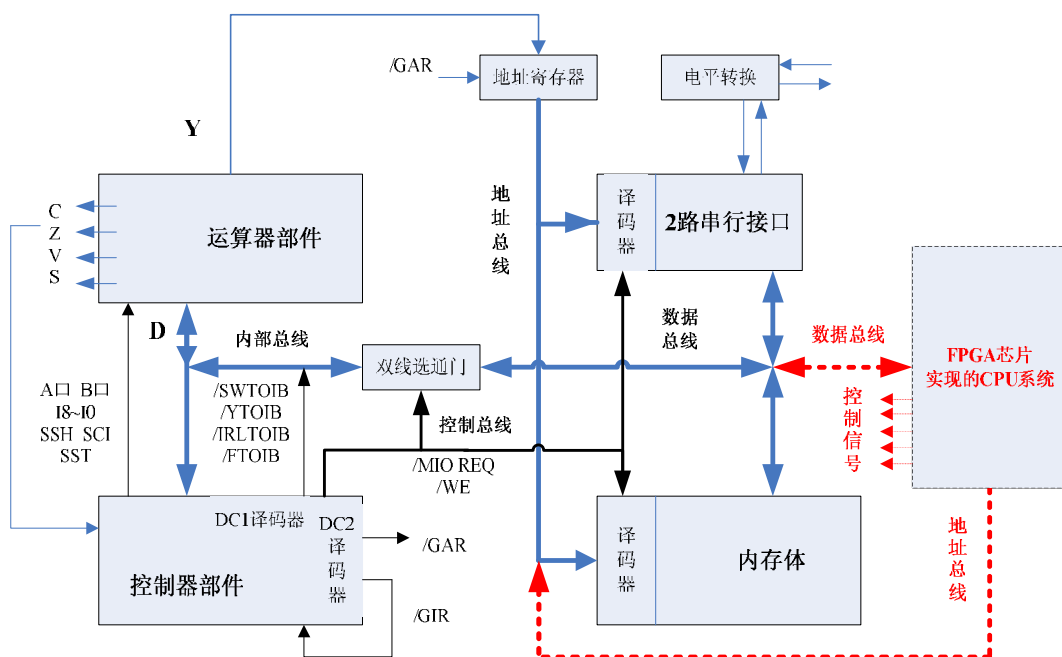 /GAR
地址寄存器
电平转换
Y
C
Z
V
S
运算器部件
地址总线
译码器
2路串行接口
D
内部总线
双线选通门
数据
总线
数据总线
FPGA芯片
实现的CPU系统
控制信号
A口 B口
I8~I0
SSH SCI
SST
/SWTOIB
/YTOIB
/IRLTOIB
/FTOIB
控制总线
/MIO REQ
/WE
DC1译码器
DC2
译码器
控制器部件
/GAR
/GIR
译码器
内存体
地址总线